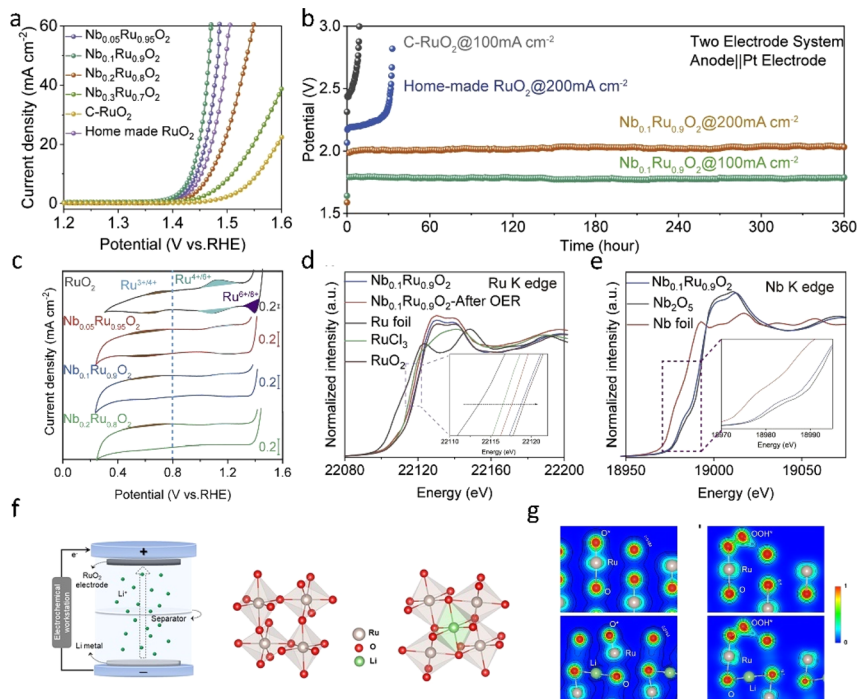 a
60
40
20
0
Current density (mA cm⁻²)
Nb₀.₀₅Ru₀.₉₅O₂
Nb₀.₁Ru₀.₉O₂
Nb₀.₂Ru₀.₈O₂
Nb₀.₃Ru₀.₇O₂
C-RuO₂
Home made RuO₂
1.2 1.3 1.4 1.5 1.6
Potential (V vs.RHE)
b
3.0
2.5
2.0
1.5
Potential (V)
C-RuO₂@100mA cm⁻²
Two Electrode System
Anode||Pt Electrode
Home-made RuO₂@200mA cm⁻²
Nb₀.₁Ru₀.₉O₂@200mA cm⁻²
Nb₀.₁Ru₀.₉O₂@100mA cm⁻²
0 60 120 180 240 300 360
Time (hour)
c
Current density (mA cm⁻²)
RuO₂
Ru³⁺/⁴⁺
Ru⁴⁺/⁶⁺
Ru⁶⁺/⁸⁺
0.2
Nb₀.₀₅Ru₀.₉₅O₂
0.2
Nb₀.₁Ru₀.₉O₂
0.2
Nb₀.₂Ru₀.₈O₂
0.2
0.0 0.4 0.8 1.2 1.6
Potential (V vs.RHE)
d
Normalized intensity (a.u.)
Nb₀.₁Ru₀.₉O₂
Ru K edge
Nb₀.₁Ru₀.₉O₂-After OER
Ru foil
RuCl₃
RuO₂
22110 22115 22120
Energy (eV)
22080 22120 22160 22200
Energy (eV)
e
Normalized intensity (a.u.)
Nb₀.₁Ru₀.₉O₂
Nb K edge
Nb₂O₅
Nb foil
18970 18980 18990
Energy (eV)
18950 19000 19050
Energy (eV)
f
e⁻
+
Electrochemical
workstation
RuO₂
electrode
Li⁺
Separator
Li metal
−
Ru
O
Li
g
O*
Ru
O
OOH*
Ru
O
O*
Ru
Li
O
OOH*
Ru
Li
O
1
0